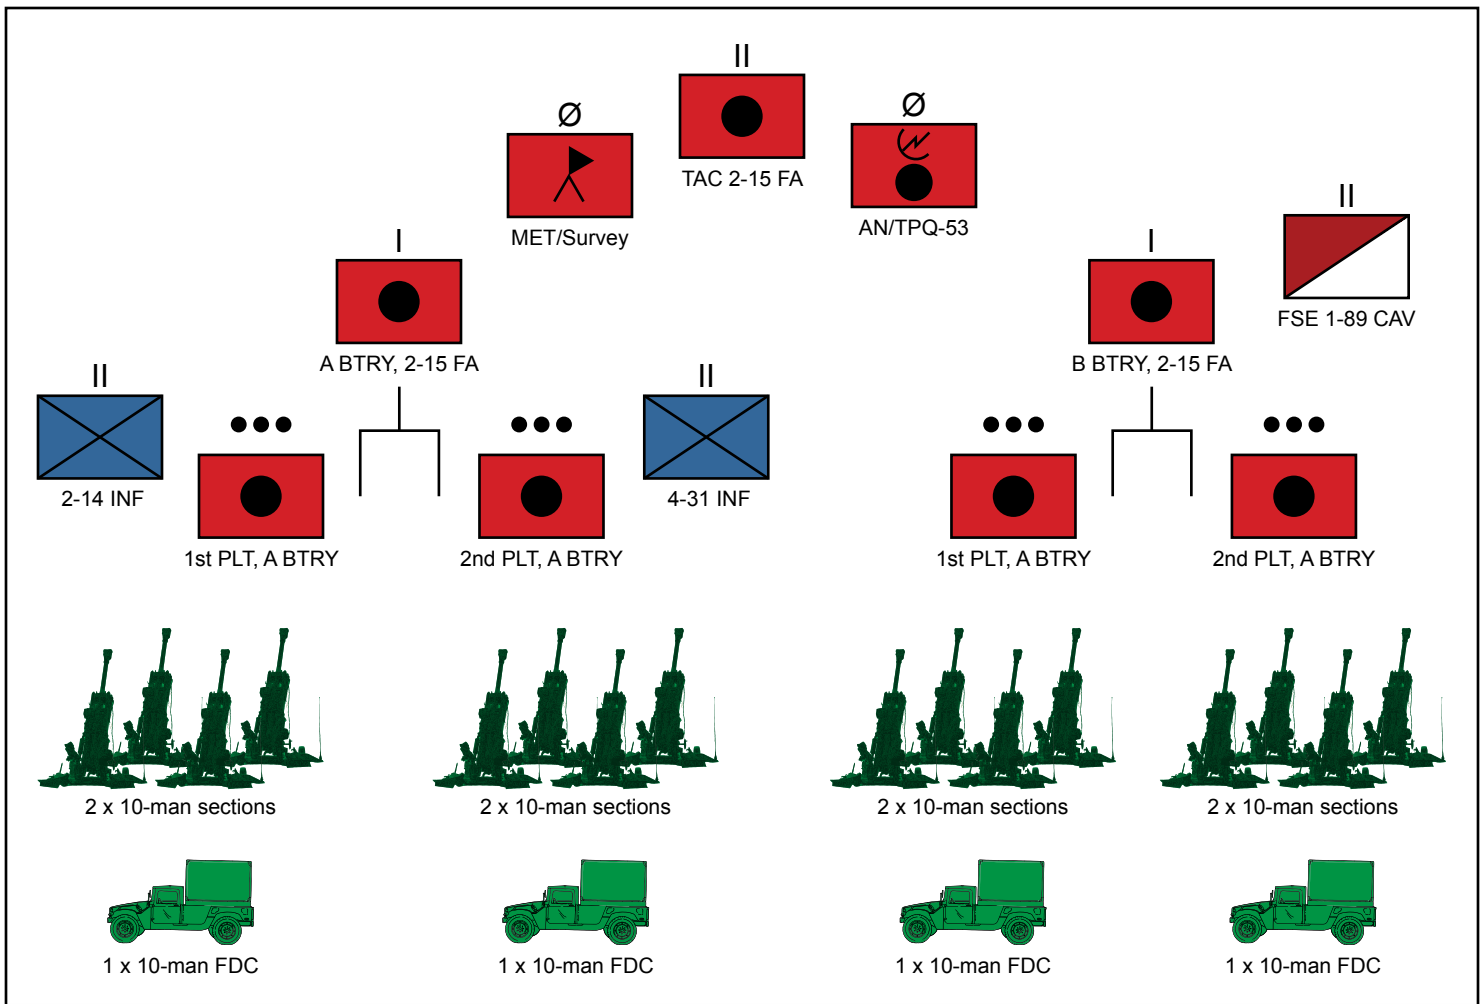 II
Ø
Ø
TAC 2-15 FA
MET/Survey
AN/TPQ-53
II
FSE 1-89 CAV
I
I
A BTRY, 2-15 FA
B BTRY, 2-15 FA
II
II
2-14 INF
4-31 INF
1st PLT, A BTRY
2nd PLT, A BTRY
1st PLT, A BTRY
2nd PLT, A BTRY
2 x 10-man sections
2 x 10-man sections
2 x 10-man sections
2 x 10-man sections
1 x 10-man FDC
1 x 10-man FDC
1 x 10-man FDC
1 x 10-man FDC